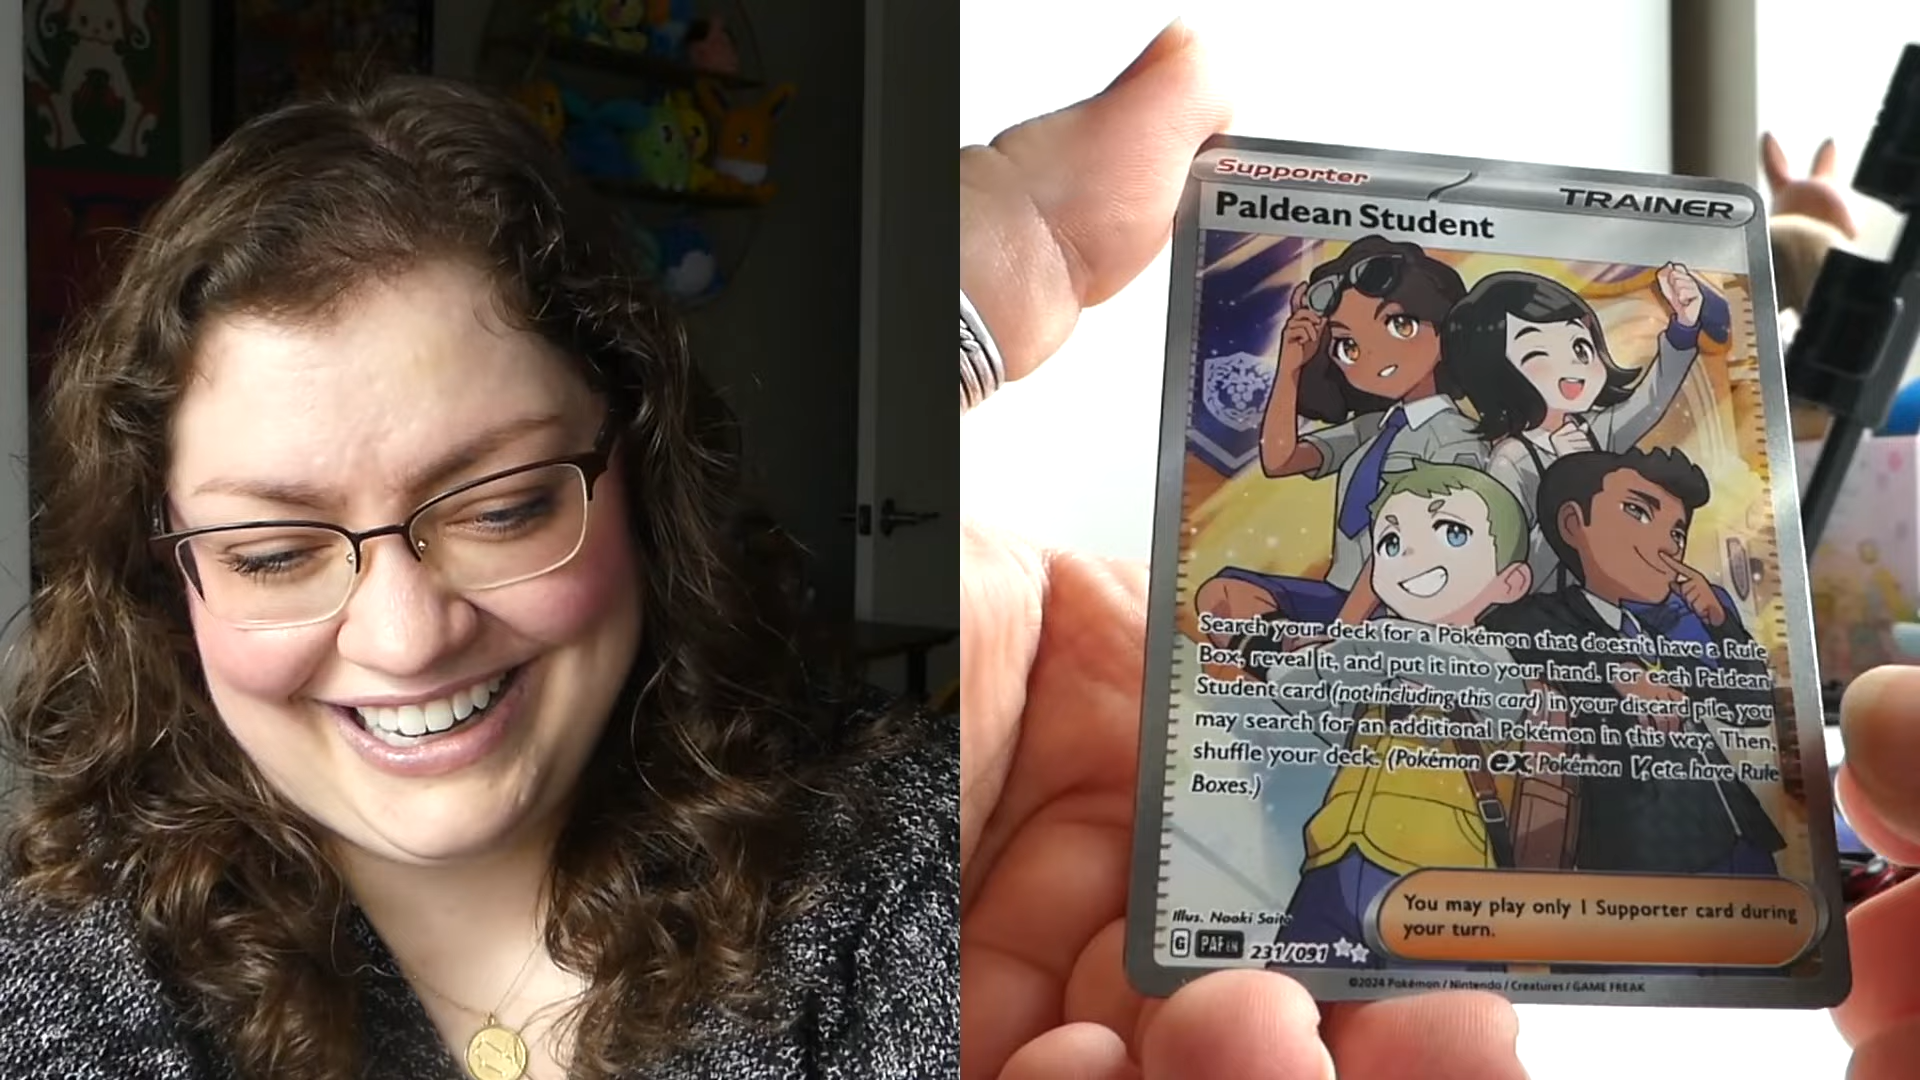 Supporter
TRAINER
Paldean Student
Search your deck for a Pokémon that doesn't have a Rule
Box, reveal it, and put it into your hand. For each Paldean
Student card (not including this card) in your discard pile, you
may search for an additional Pokémon in this way. Then,
shuffle your deck. (Pokémon ex, Pokémon V, etc. have Rule
Boxes.)
You may play only 1 Supporter card during
your turn.
Illus. Naoki Saito
G PAF EN 231/091
©2024 Pokémon / Nintendo / Creatures / GAME FREAK